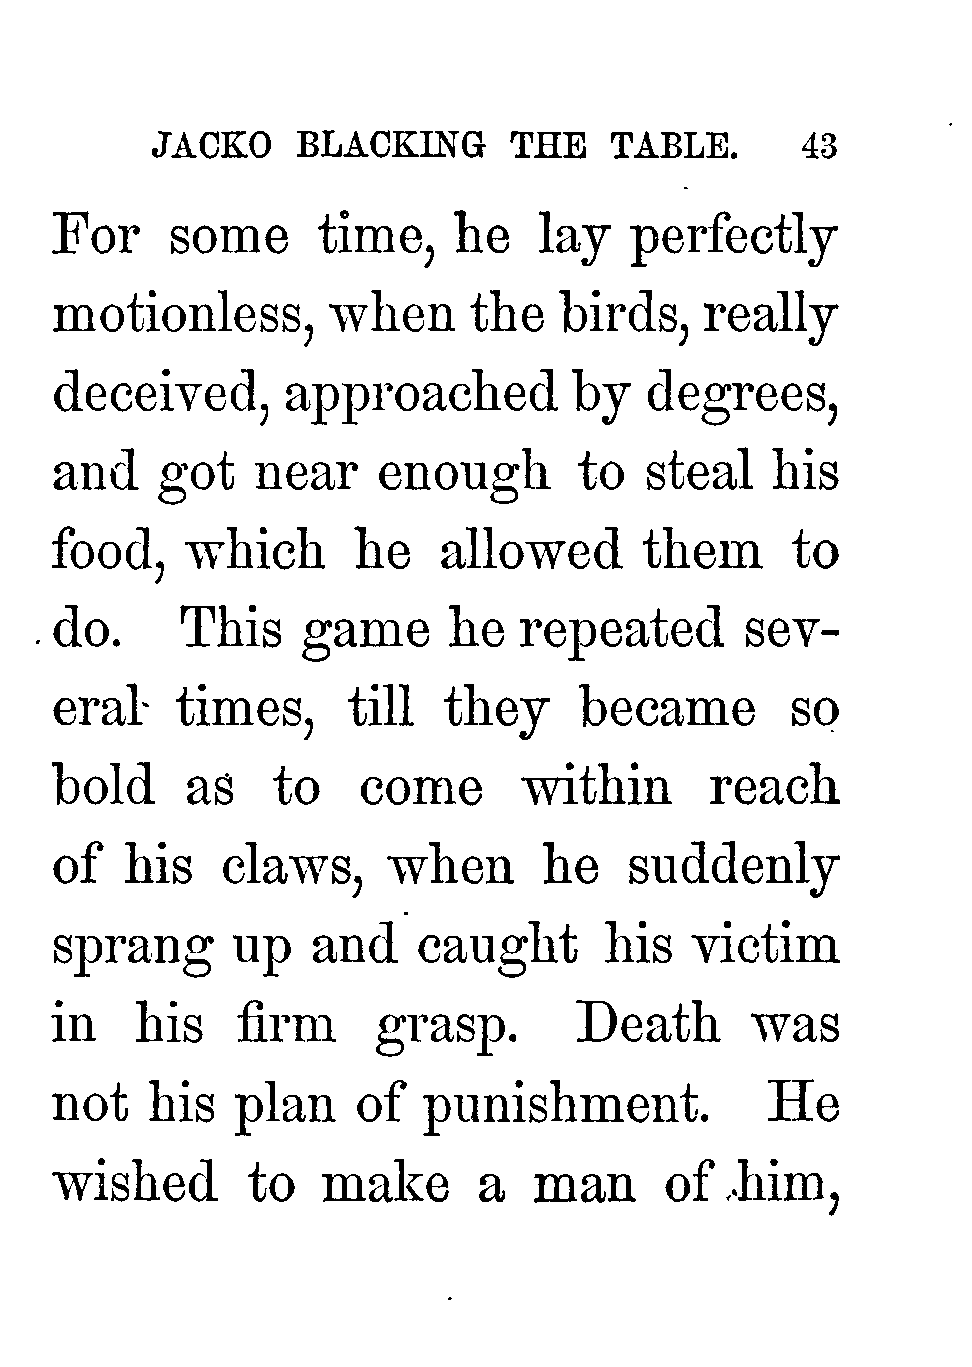 JACKO BLACKING THE TABLE. 43
For some time, he lay perfectly
motionless, when the birds, really
deceived, approached by degrees,
and got near enough to steal his
food, which he allowed them to
do. This game he repeated sev-
eral times, till they became so
bold as to come within reach
of his claws, when he suddenly
sprang up and caught his victim
in his firm grasp. Death was
not his plan of punishment. He
wished to make a man of him,